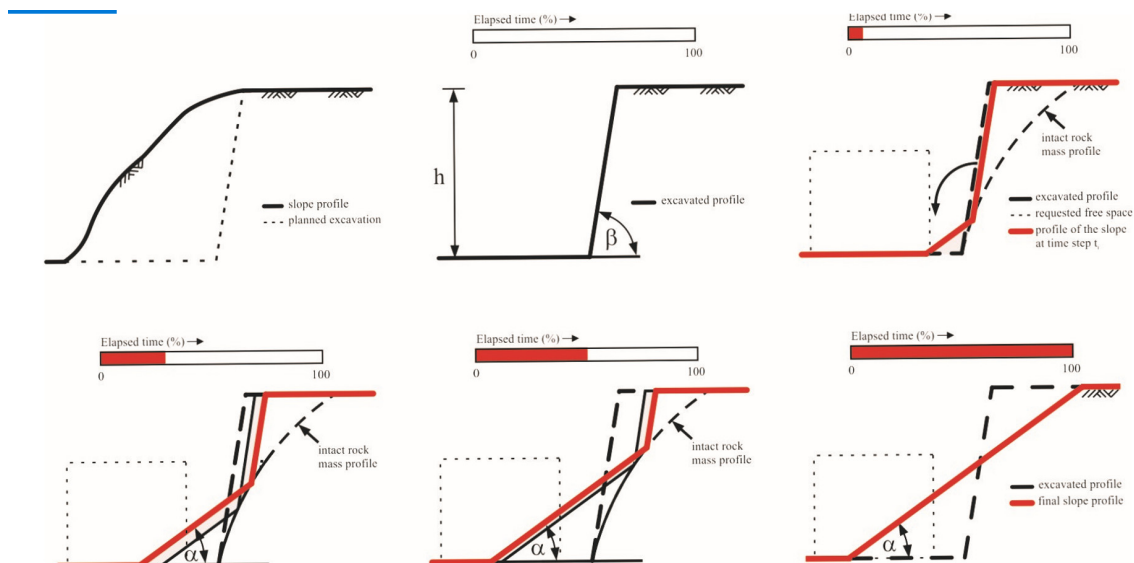 Elapsed time (%)
0 100
Elapsed time (%)
0 100
slope profile
planned excavation
h
β
excavated profile
intact rock
mass profile
excavated profile
requested free space
profile of the slope
at time step t
Elapsed time (%)
0 100
Elapsed time (%)
0 100
Elapsed time (%)
0 100
intact rock
mass profile
α
intact rock
mass profile
α
excavated profile
final slope profile
α